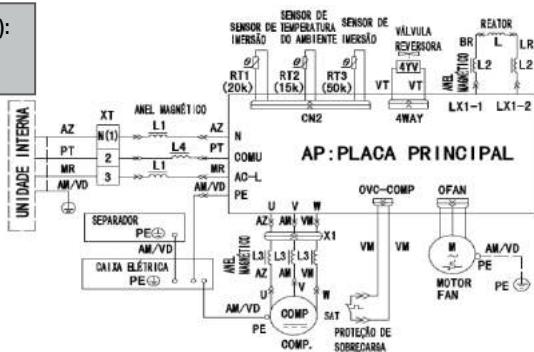 ):
SENSOR DE IMERSÃO
SENSOR DE TEMPERATURA DO AMBIENTE
SENSOR DE IMERSÃO
VÁLVULA REVERSORA
REATOR
BR
L
LR
4YV
ANEL MAGNÉTICO
L2
L2
RT1 (20k)
RT2 (15k)
RT3 (50k)
VT
VT
LX1-1
LX1-2
CN2
4WAY
UNIDADE INTERNA
XT
ANEL MAGNÉTICO
AZ
N(1)
L1
AZ
N
PT
2
L4
PT
COMU
MR
3
L1
MR
AC-L
AM/VD
AM/VD
PE
AP:PLACA PRINCIPAL
OVC-COMP
OFAN
U
V
W
AZ
AM
VM
X1
SEPARADOR
PE
AM/VD
CAIXA ELÉTRICA
PE
AM/VD
PE
ANEL MAGNÉTICO
L3
L3
L3
AZ
AM
VM
U
V
W
COMP
COMP.
VM
VM
SAT
PROTEÇÃO DE SOBRECARGA
M
MOTOR FAN
AM/VD
PE
PE